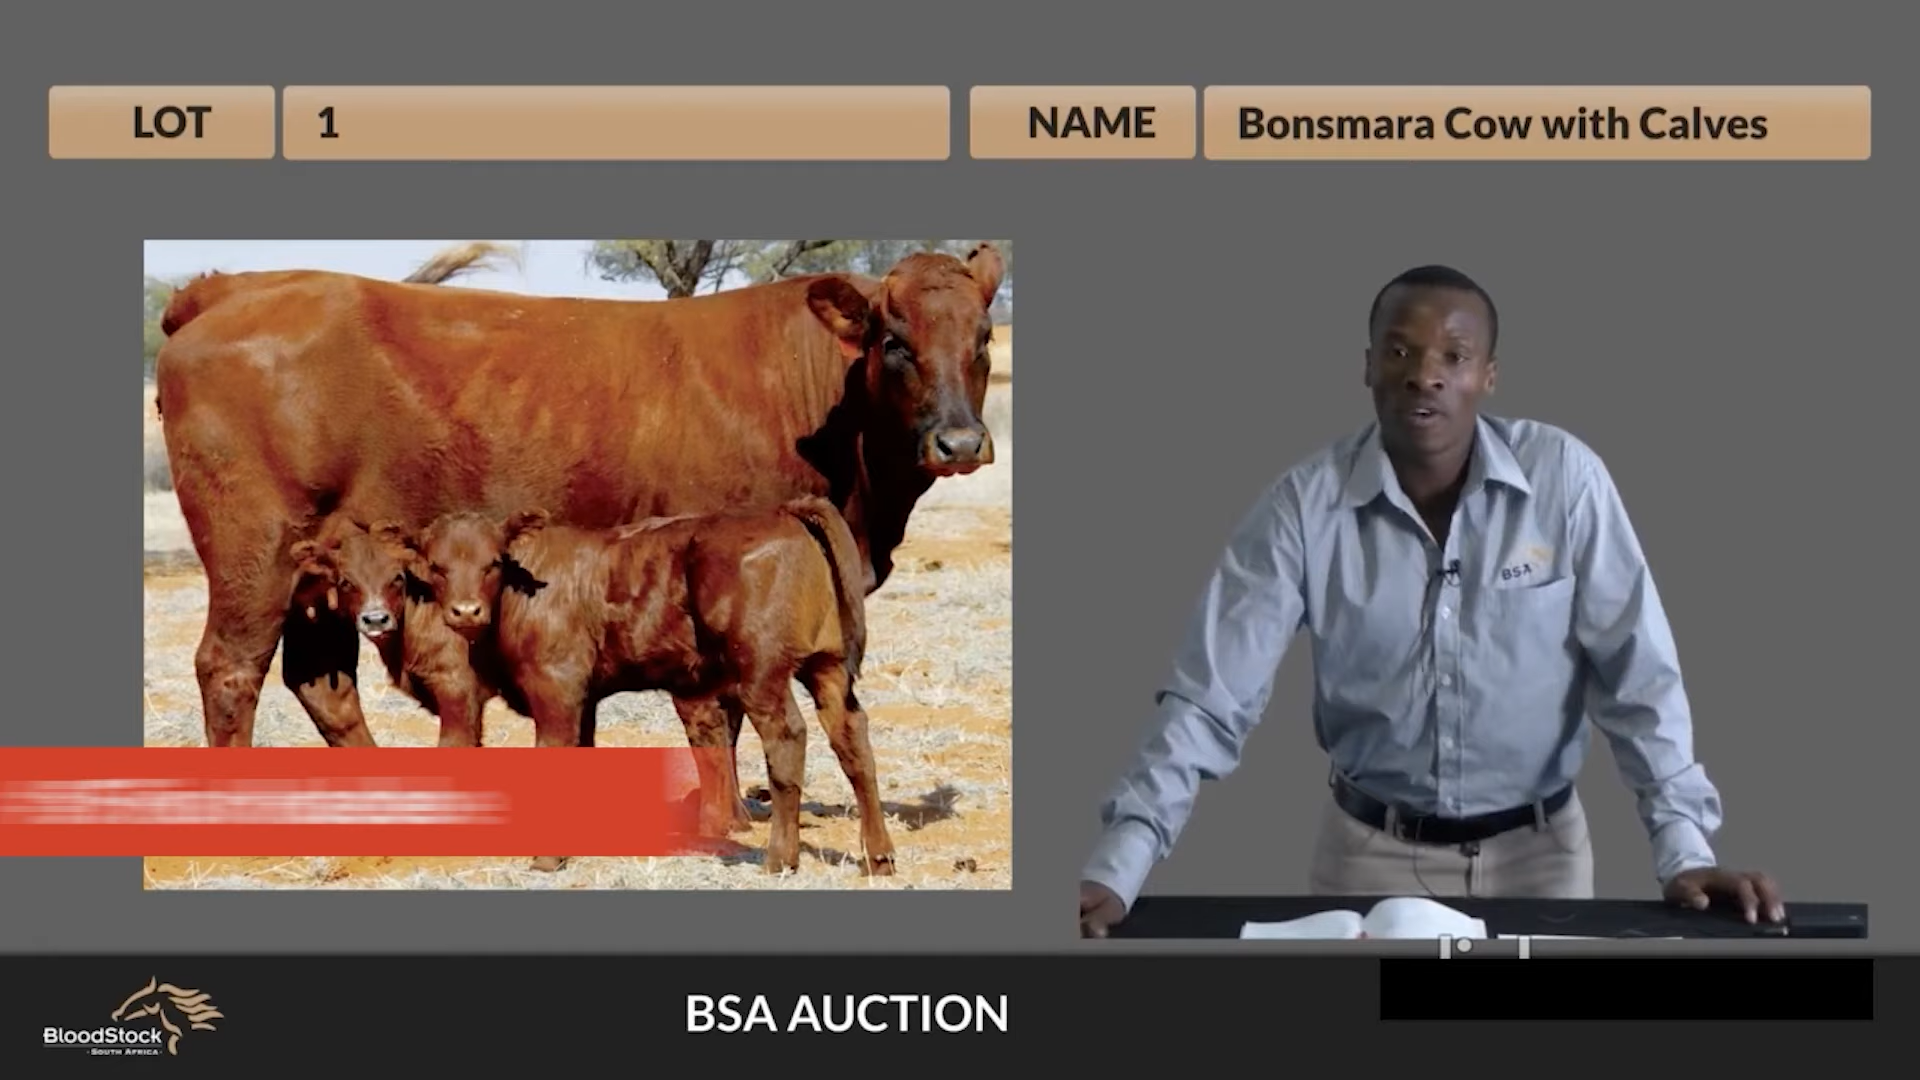 LOT
1
NAME
Bonsmara Cow with Calves
BSA
BloodStock
SOUTH AFRICA
BSA AUCTION